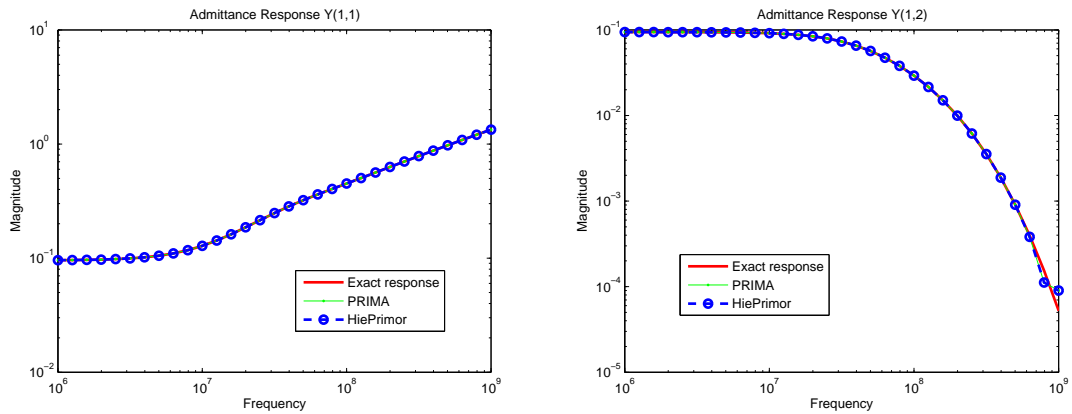 Admittance Response Y(1,1)
10^1
10^0
10^−1
10^−2
Magnitude
Exact response
PRIMA
HiePrimor
10^6
10^7
10^8
10^9
Frequency
Admittance Response Y(1,2)
10^−1
10^−2
10^−3
10^−4
10^−5
Magnitude
Exact response
PRIMA
HiePrimor
10^6
10^7
10^8
10^9
Frequency